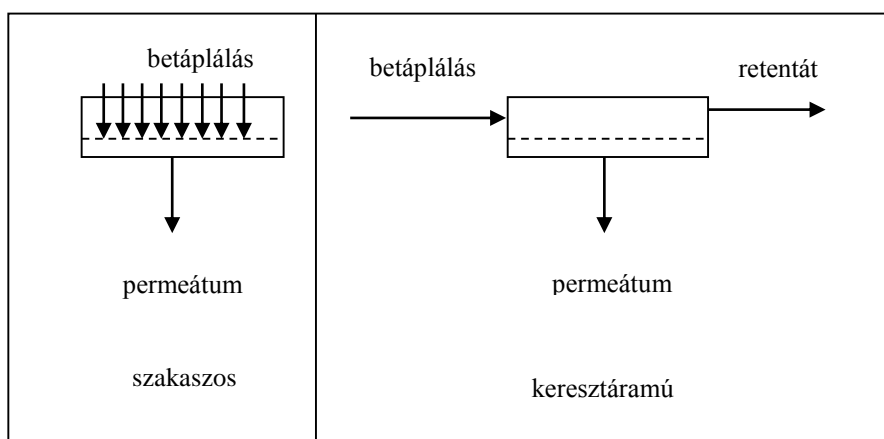 betáplálás
permeátum
szakaszos
betáplálás
retentát
permeátum
keresztáramú